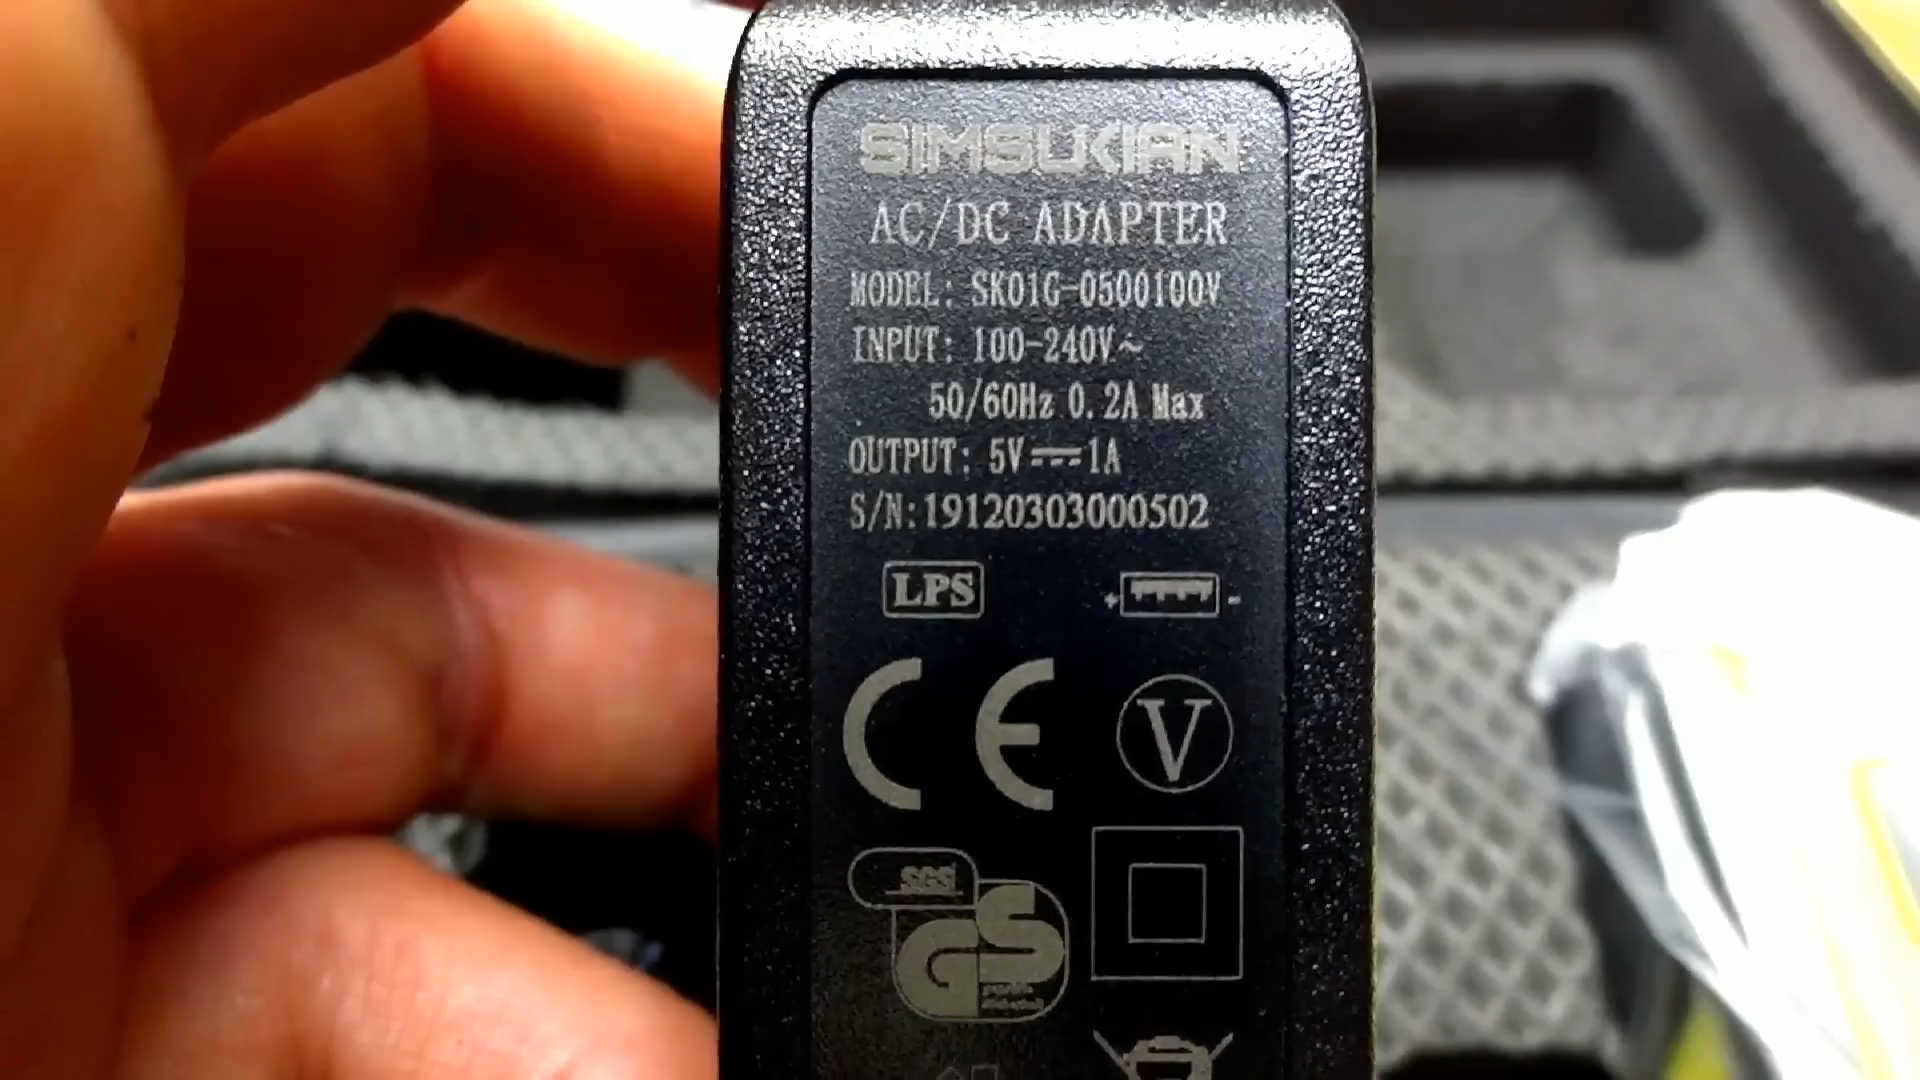 SIMSUKIAN
AC/DC ADAPTER
MODEL: SK01G-0500100V
INPUT: 100-240V~
50/60Hz 0.2A Max
OUTPUT: 5V⎓1A
S/N:19120303000502
LPS
+ -
CE
V
SGS
GS